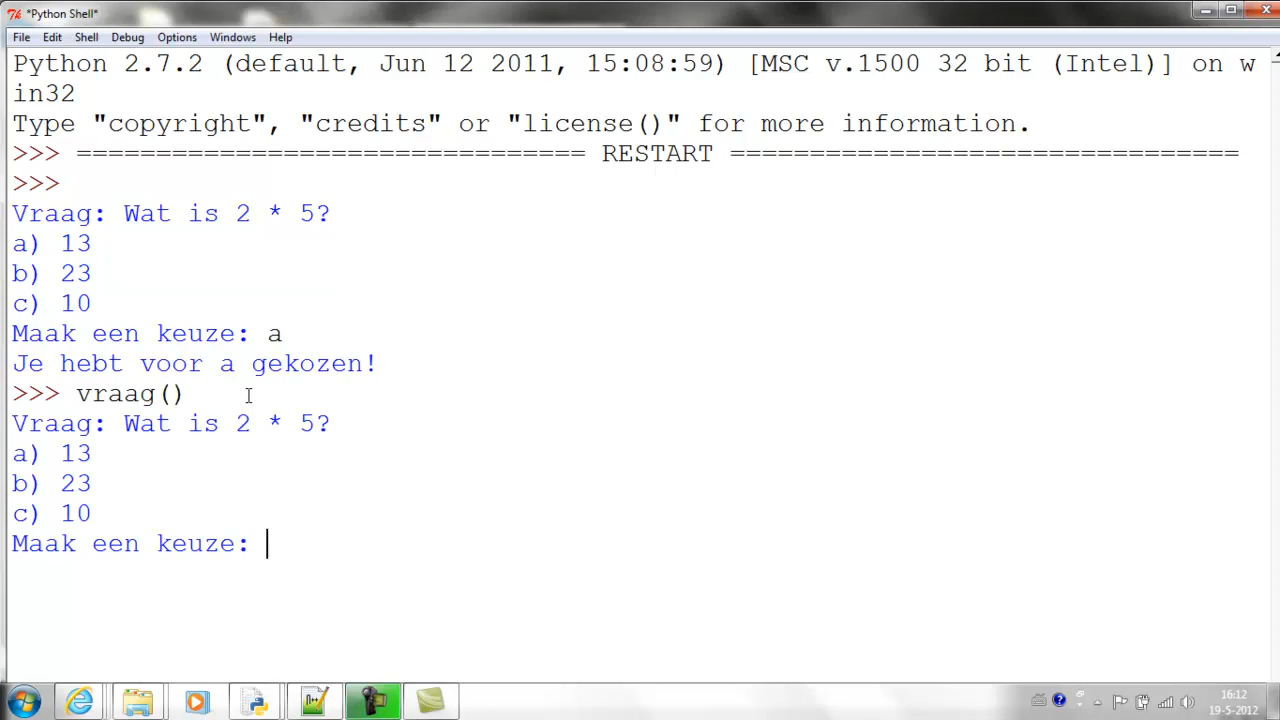 *Python Shell*
File Edit Shell Debug Options Windows Help
Python 2.7.2 (default, Jun 12 2011, 15:08:59) [MSC v.1500 32 bit (Intel)] on w
in32
Type "copyright", "credits" or "license()" for more information.
>>> ================================ RESTART ================================
>>>
Vraag: Wat is 2 * 5?
a) 13
b) 23
c) 10
Maak een keuze: a
Je hebt voor a gekozen!
>>> vraag()
Vraag: Wat is 2 * 5?
a) 13
b) 23
c) 10
Maak een keuze:
16:12
19-5-2012